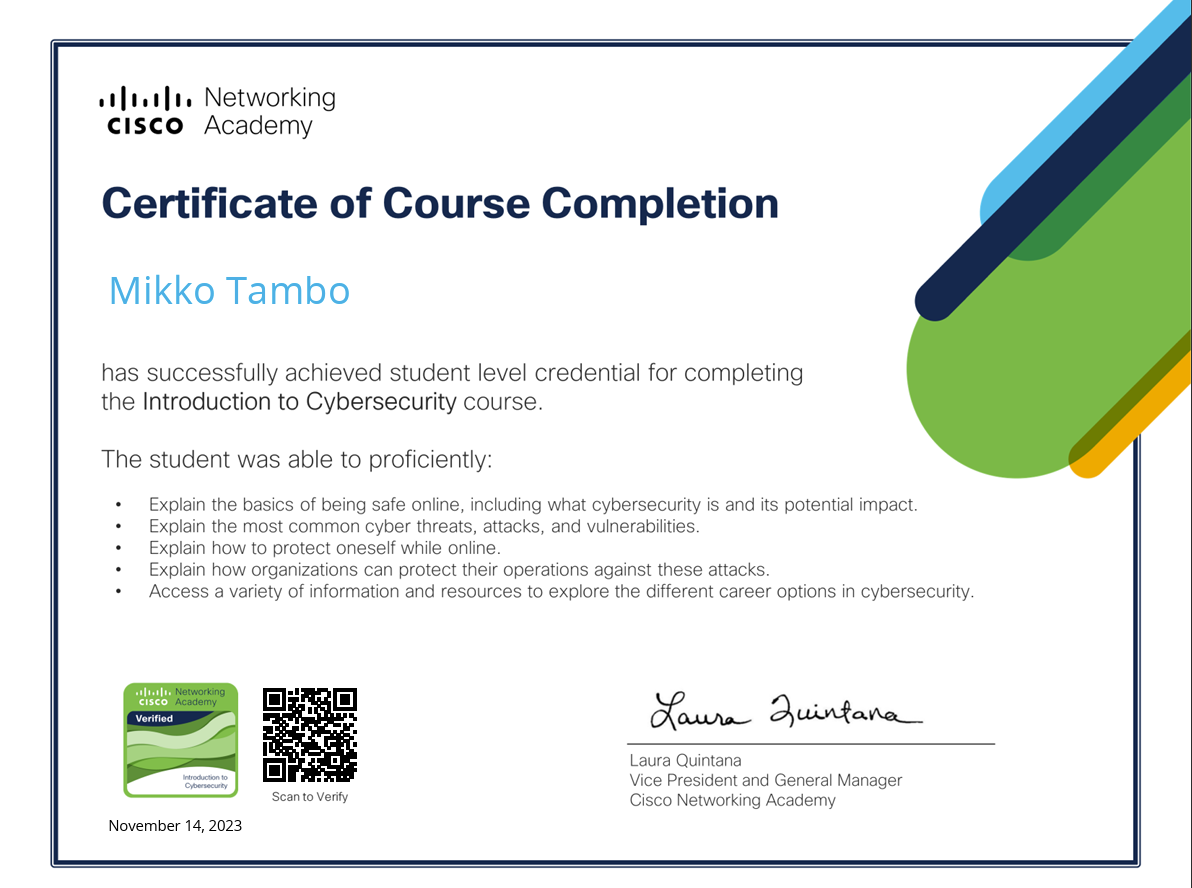 Networking
CISCO Academy
Certificate of Course Completion
Mikko Tambo
has successfully achieved student level credential for completing
the Introduction to Cybersecurity course.
The student was able to proficiently:
• Explain the basics of being safe online, including what cybersecurity is and its potential impact.
• Explain the most common cyber threats, attacks, and vulnerabilities.
• Explain how to protect oneself while online.
• Explain how organizations can protect their operations against these attacks.
• Access a variety of information and resources to explore the different career options in cybersecurity.
Networking
CISCO Academy
Verified
Introduction to
Cybersecurity
Scan to Verify
November 14, 2023
Laura Quintana
Laura Quintana
Vice President and General Manager
Cisco Networking Academy